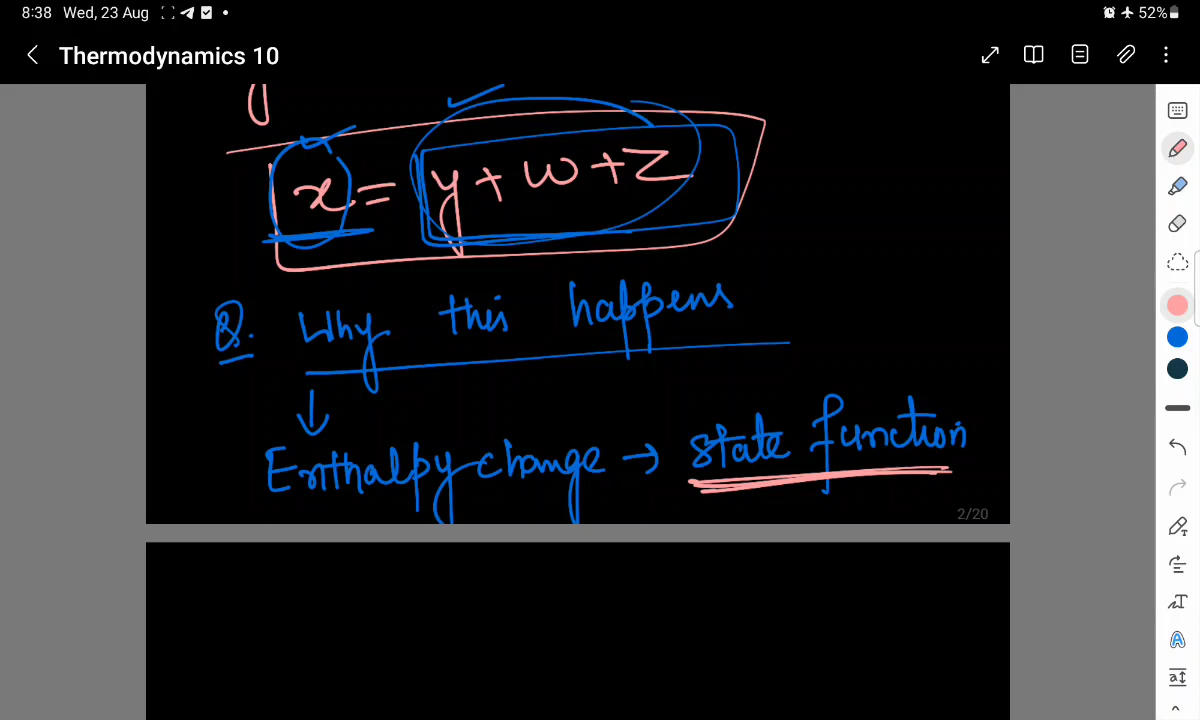 8:38 Wed, 23 Aug 52%
Thermodynamics 10
x = y + w + z
Q. Why this happens
↓
Enthalpy change → state function
2/20